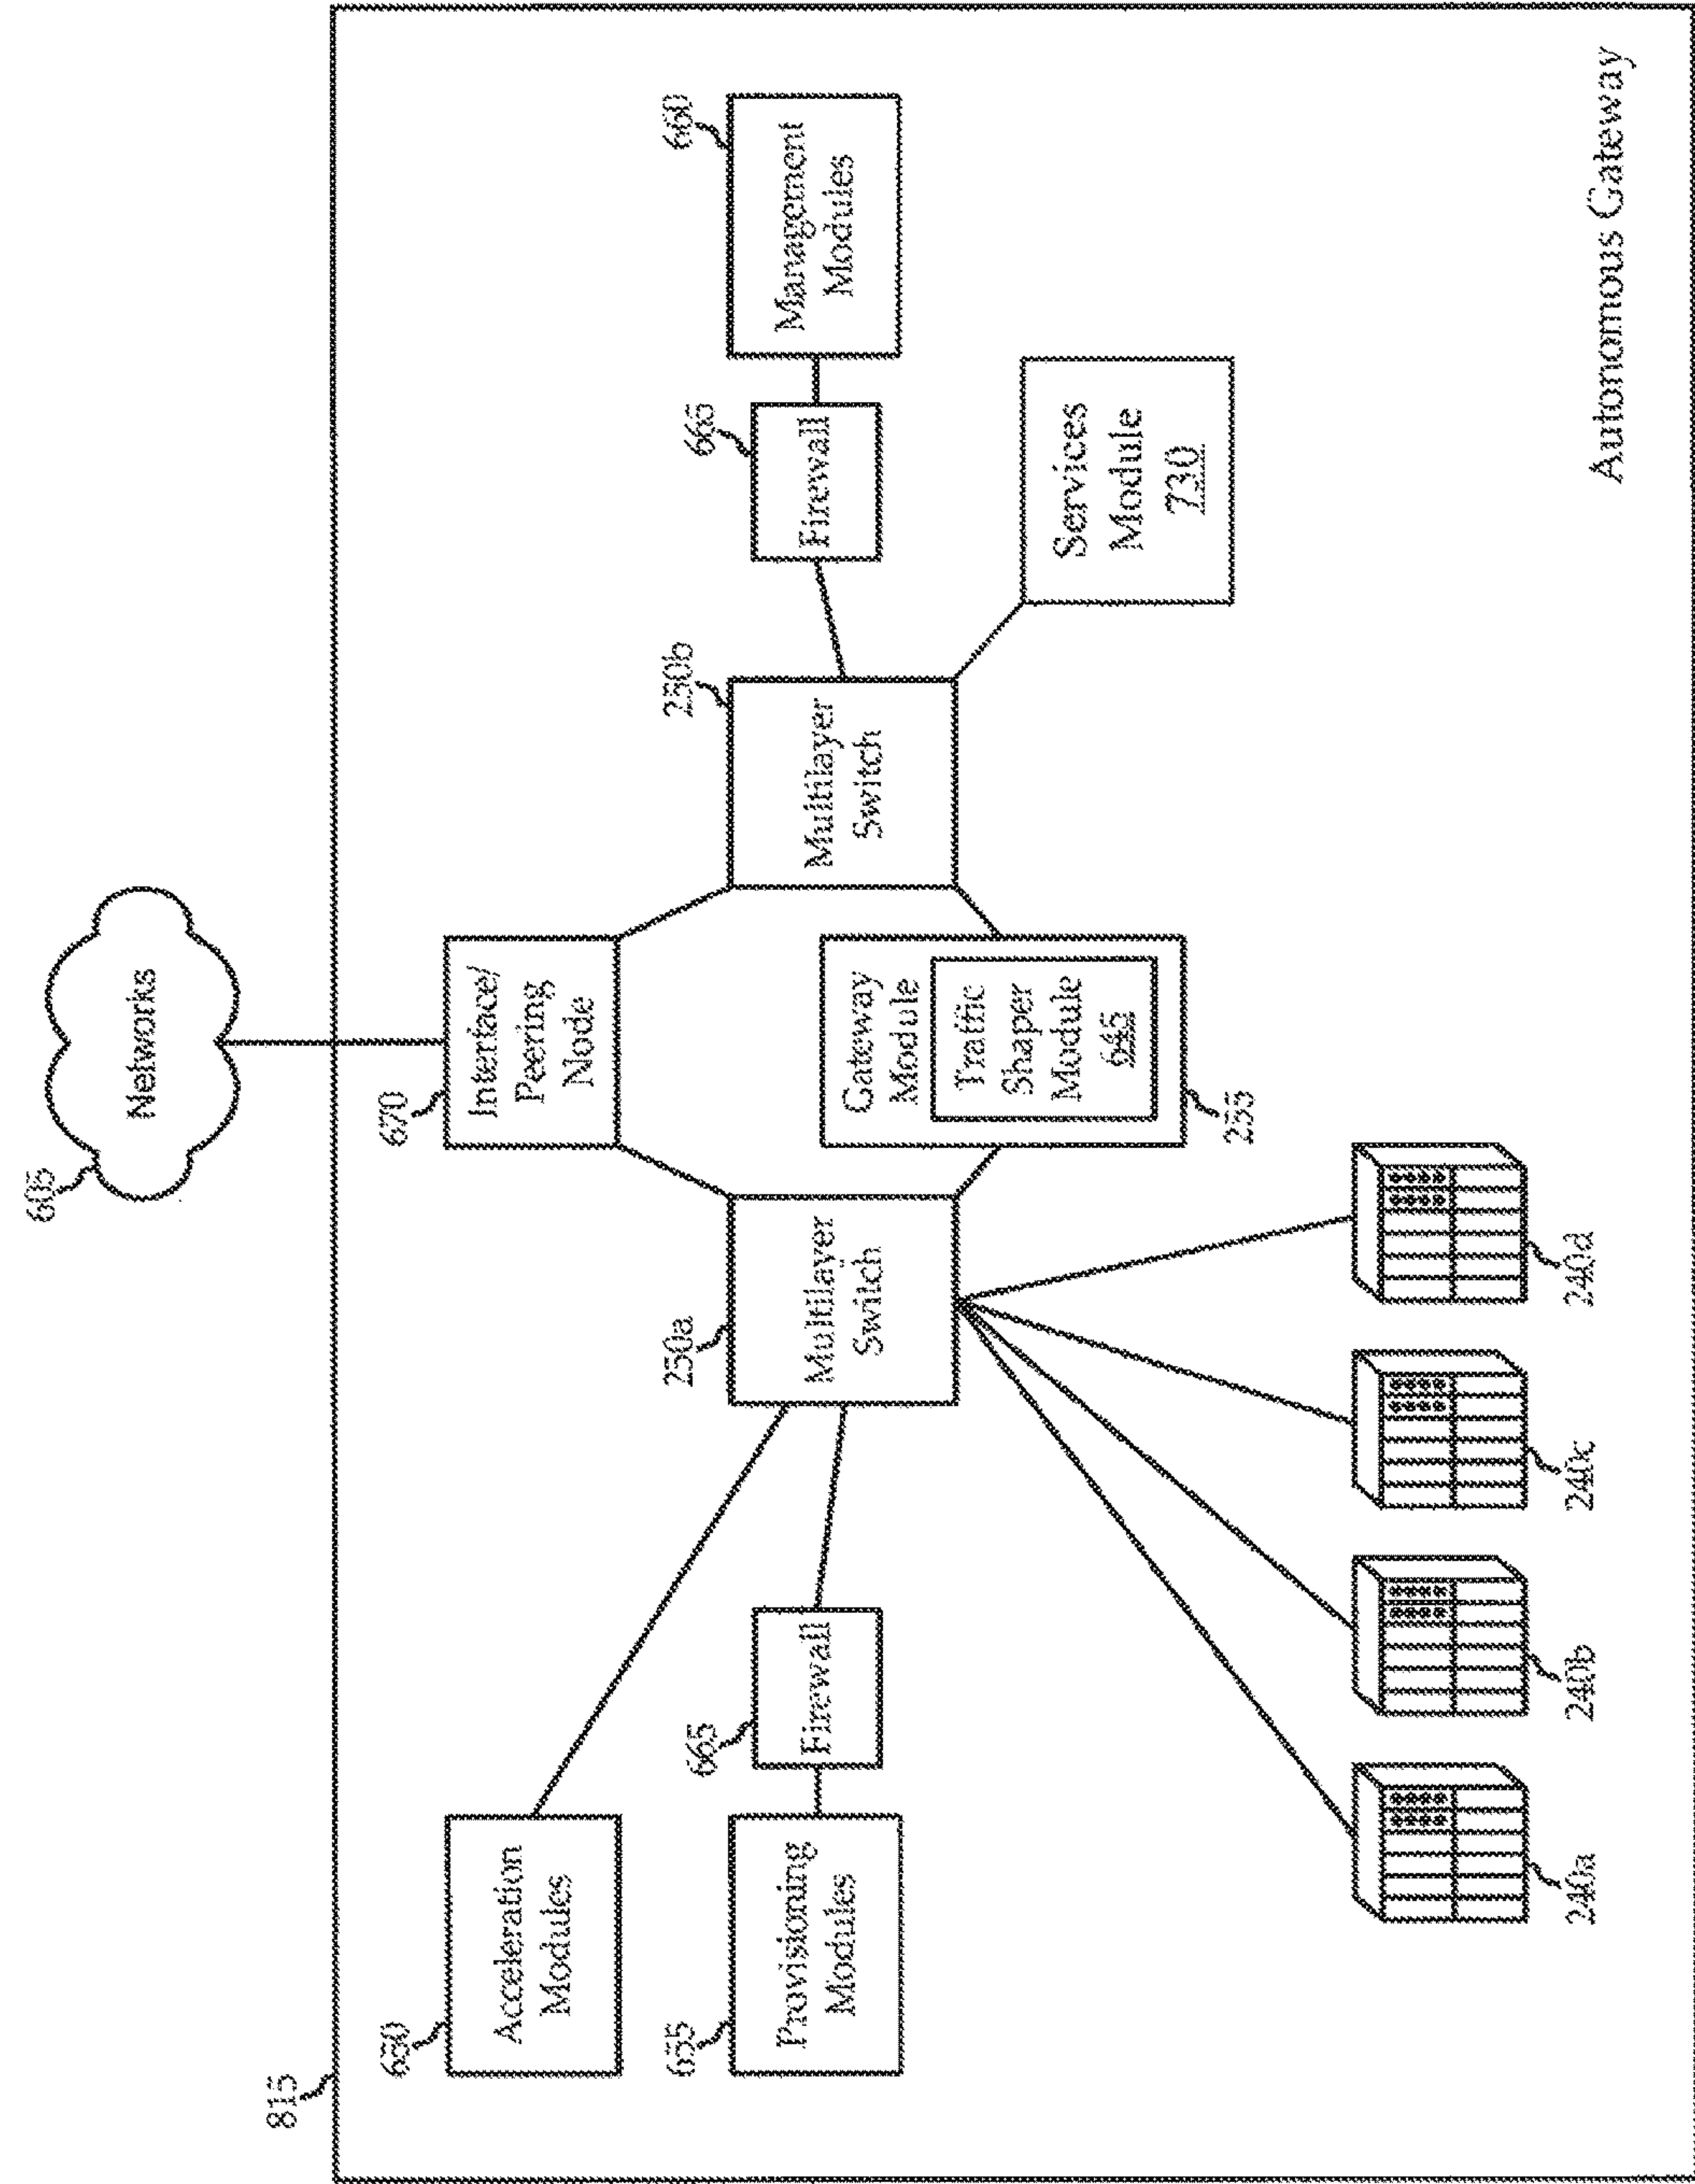 605
Networks
815
670
Interface/
Peering
Node
650
Acceleration
Modules
655
Provisioning
Modules
665
Firewall
250a
Multilayer
Switch
Gateway
Module
Traffic
Shaper
Module
645
255
250b
Multilayer
Switch
665
Firewall
660
Management
Modules
Services
Module
730
240a
240b
240c
240d
Autonomous Gateway